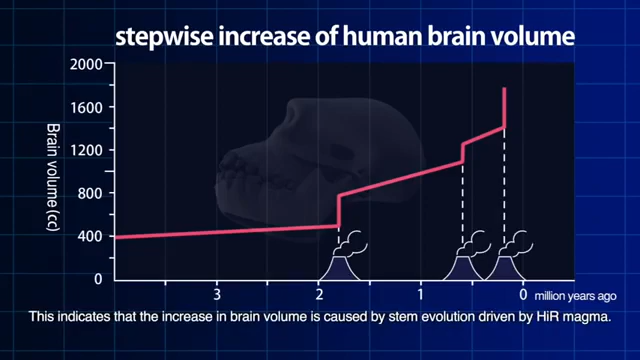 stepwise increase of human brain volume
2000
1600
1200
800
400
0
Brain volume (cc)
3
2
1
0
million years ago
This indicates that the increase in brain volume is caused by stem evolution driven by HiR magma.